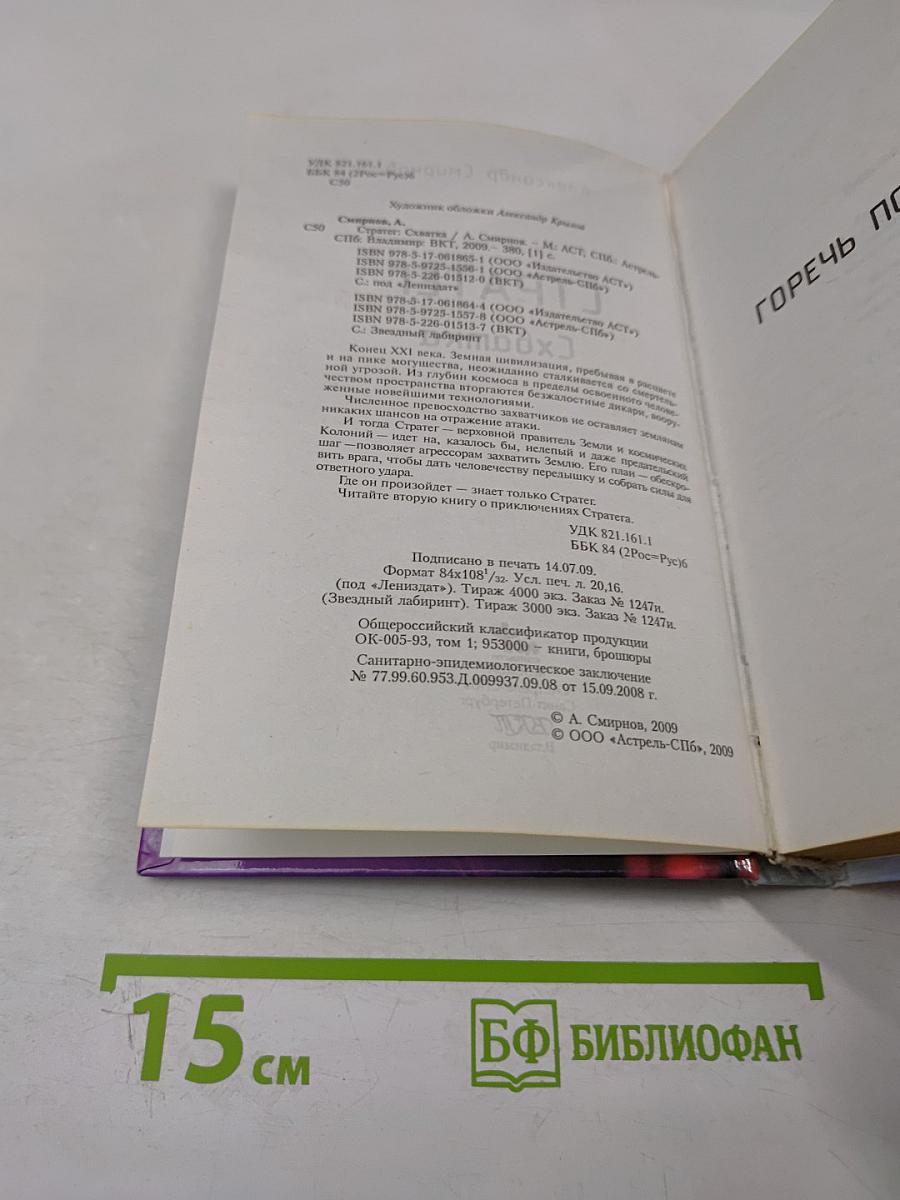 УДК 821.161.1
ББК 84 (2Рос=Рус)6
С50
Художник обложки Александр
Смирнов, А.
С50 Стратег: Схватка / А. Смирнов. – М.: АСТ; СПб.: Астрель-
СПб; Владимир: ВКТ, 2009.– 380, [1] с.
ISBN 978-5-17-061865-1 (ООО «Издательство АСТ»)
ISBN 978-5-9725-1556-1 (ООО «Астрель-СПб»)
ISBN 978-5-226-01512-0 (ВКТ)
С.: под «Лениздат»
ISBN 978-5-17-061864-4 (ООО «Издательство АСТ»)
ISBN 978-5-9725-1557-8 (ООО «Астрель-СПб»)
ISBN 978-5-226-01513-7 (ВКТ)
С.: Звездный лабиринт
Конец XXI века. Земная цивилизация, пребывая в расцвете
и на пике могущества, неожиданно сталкивается со смертель-
ной угрозой. Из глубин космоса в пределы освоенного челове-
чеством пространства вторгаются безжалостные дикари, воору-
женные новейшими технологиями.
Численное превосходство захватчиков не оставляет землянам
никаких шансов на отражение атаки.
И тогда Стратег — верховной правитель Земли и космических
Колоний — идет на, казалось бы, нелепый и даже предательский
шаг —позволяет агрессорам захватить Землю. Его план — обескро-
вить врага, чтобы дать человечеству передышку и собрать силы для
ответного удара.
Где он произойдет — знает только Стратег.
Читайте вторую книгу о приключениях Стратега.
УДК 821.161.1
ББК 84 (2Рос=Рус)6
Подписано в печать 14.07.09.
Формат 84х108 1/32. Усл. печ. л. 20,16.
(под «Лениздат»). Тираж 4000 экз. Заказ № 1247и.
(Звездный лабиринт). Тираж 3000 экз. Заказ № 1247и.
Общероссийский классификатор продукции
ОК-005-93, том 1; 953000 – книги, брошюры
Санитарно-эпидемиологическое заключение
№ 77.99.60.953.Д.009937.09.08 от 15.09.2008 г.
© А. Смирнов, 2009
© ООО «Астрель-СПб», 2009
ГОРЕЧЬ ПО
15 см
БФ БИБЛИОФАН